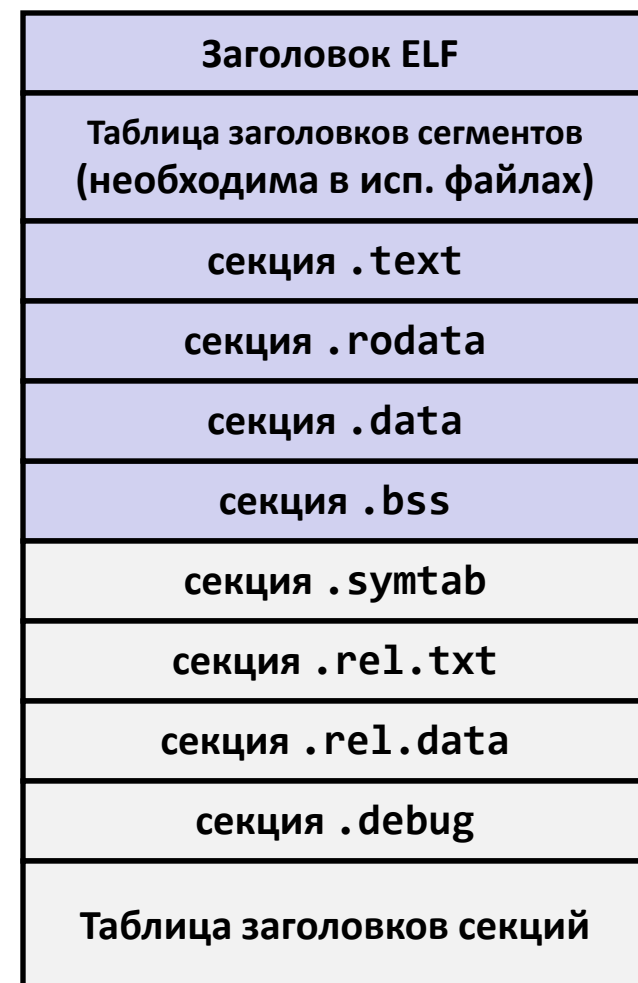 Заголовок ELF
Таблица заголовков сегментов
(необходима в исп. файлах)
секция .text
секция .rodata
секция .data
секция .bss
секция .symtab
секция .rel.txt
секция .rel.data
секция .debug
Таблица заголовков секций